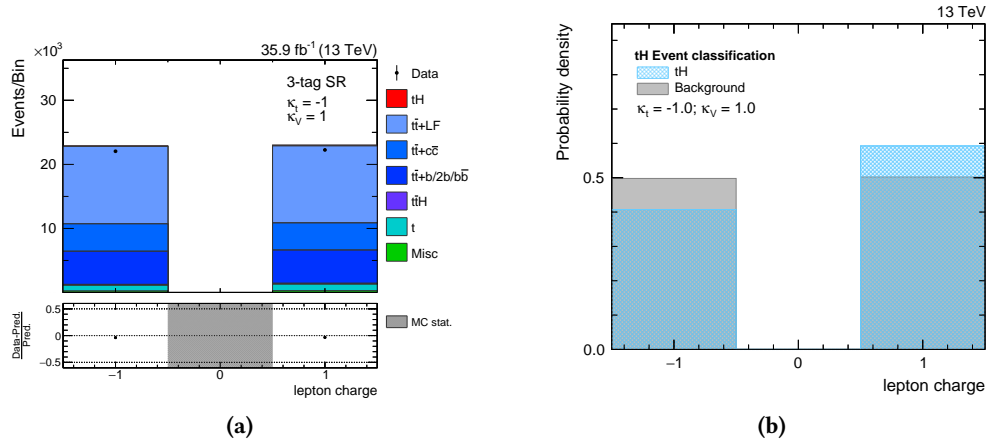 35.9 fb⁻¹ (13 TeV)
×10³
Events/Bin
30
20
10
3-tag SR
κt = -1
κV = 1
Data
tH
tt̄+LF
tt̄+cc̄
tt̄+b/2b/bb̄
tt̄H
t
Misc
Data-Pred.
Pred.
0.5
0
−0.5
MC stat.
−1
0
1
lepton charge
(a)
13 TeV
Probability density
0.5
0.0
tH Event classification
tH
Background
κt = -1.0; κV = 1.0
−1
0
1
lepton charge
(b)